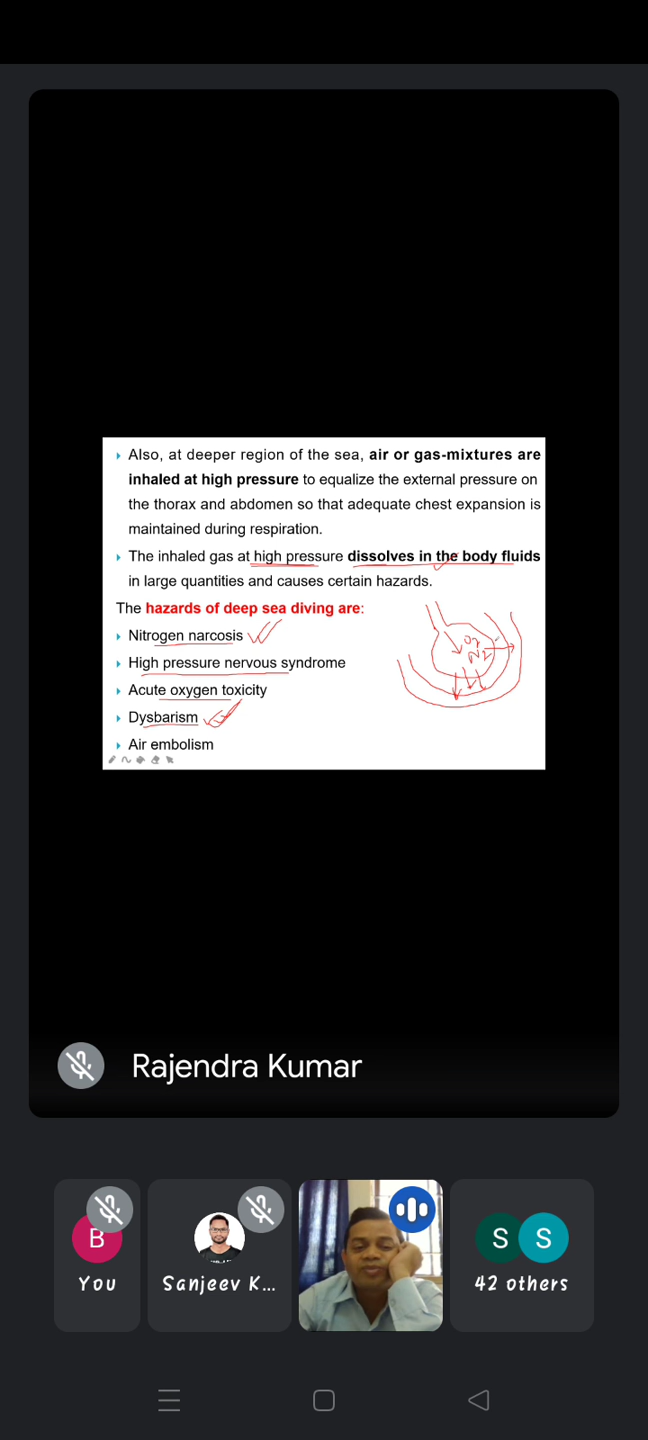 Also, at deeper region of the sea, air or gas-mixtures are
inhaled at high pressure to equalize the external pressure on
the thorax and abdomen so that adequate chest expansion is
maintained during respiration.
The inhaled gas at high pressure dissolves in the body fluids
in large quantities and causes certain hazards.
The hazards of deep sea diving are:
Nitrogen narcosis
High pressure nervous syndrome
Acute oxygen toxicity
Dysbarism
Air embolism
O2
N2
Rajendra Kumar
B
You
Sanjeev K...
S S
42 others